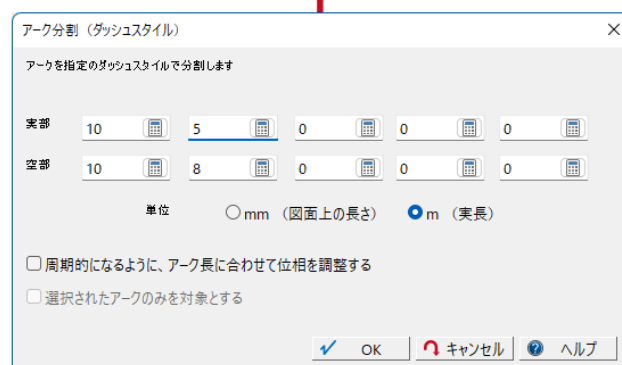 アーク分割（ダッシュスタイル）
アークを指定のダッシュスタイルで分割します
実部 10 5 0 0 0
空部 10 8 0 0 0
単位 mm （図面上の長さ） m （実長）
周期的になるように、アーク長に合わせて位相を調整する
選択されたアークのみを対象とする
OK キャンセル ヘルプ